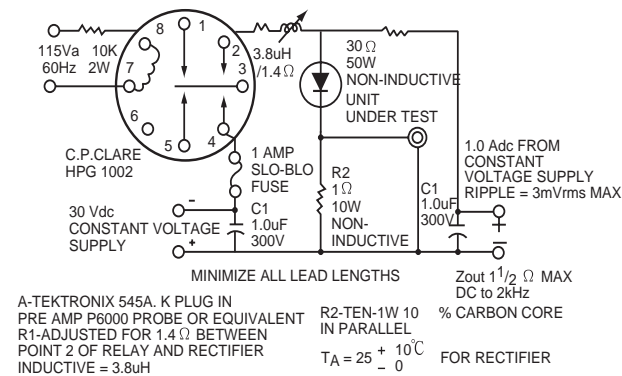 115Va
60Hz
10K
2W
8
1
2
7
3
6
5
4
C.P.CLARE
HPG 1002
3.8uH
/1.4Ω
30 Ω
50W
NON-INDUCTIVE
UNIT
UNDER TEST
1 AMP
SLO-BLO
FUSE
R2
1Ω
10W
NON-
INDUCTIVE
C1
1.0uF
300V
1.0 Adc FROM
CONSTANT
VOLTAGE SUPPLY
RIPPLE = 3mVrms MAX
+
–
30 Vdc
CONSTANT VOLTAGE
SUPPLY
–
+
C1
1.0uF
300V
MINIMIZE ALL LEAD LENGTHS
Zout 1 1/2 Ω MAX
DC to 2kHz
A-TEKTRONIX 545A. K PLUG IN
PRE AMP P6000 PROBE OR EQUIVALENT
R1-ADJUSTED FOR 1.4 Ω BETWEEN
POINT 2 OF RELAY AND RECTIFIER
INDUCTIVE = 3.8uH
R2-TEN-1W 10 % CARBON CORE
IN PARALLEL
TA = 25 + 10°C – 0 FOR RECTIFIER